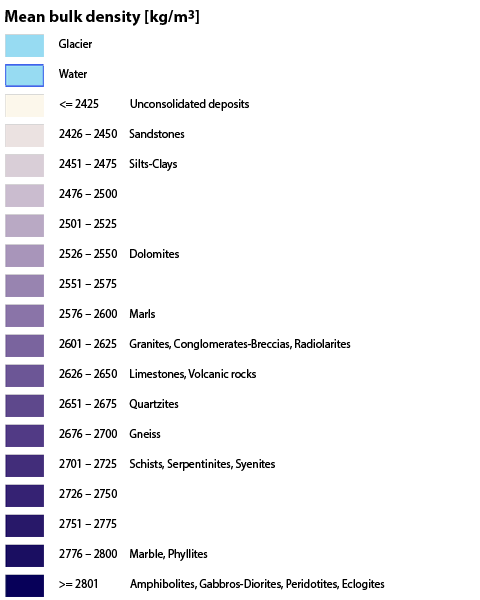 Mean bulk density [kg/m³]
Glacier
Water
<= 2425 Unconsolidated deposits
2426 – 2450 Sandstones
2451 – 2475 Silts-Clays
2476 – 2500
2501 – 2525
2526 – 2550 Dolomites
2551 – 2575
2576 – 2600 Marls
2601 – 2625 Granites, Conglomerates-Breccias, Radiolarites
2626 – 2650 Limestones, Volcanic rocks
2651 – 2675 Quartzites
2676 – 2700 Gneiss
2701 – 2725 Schists, Serpentinites, Syenites
2726 – 2750
2751 – 2775
2776 – 2800 Marble, Phyllites
>= 2801 Amphibolites, Gabbros-Diorites, Peridotites, Eclogites